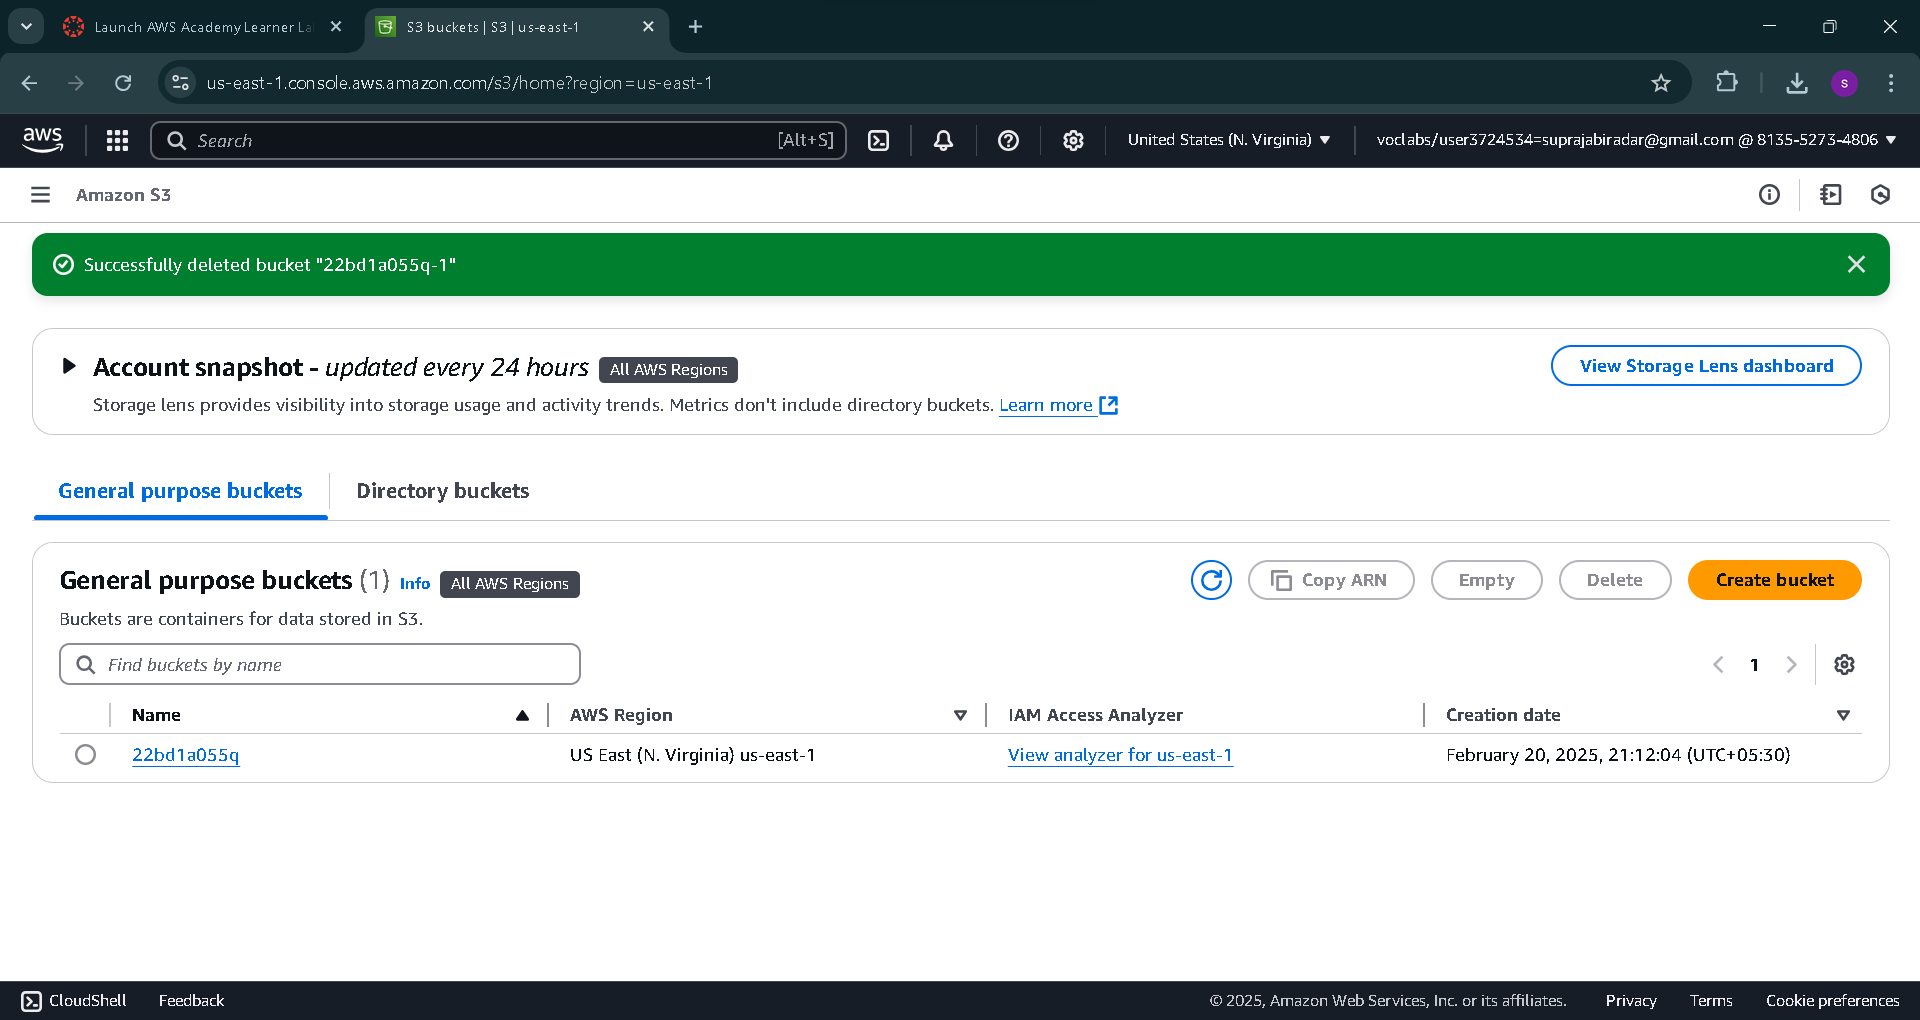 Launch AWS Academy Learner La
S3 buckets | S3 | us-east-1
us-east-1.console.aws.amazon.com/s3/home?region=us-east-1
S
aws
Search
[Alt+S]
United States (N. Virginia)
voclabs/user3724534=suprajabiradar@gmail.com @ 8135-5273-4806
Amazon S3
Successfully deleted bucket "22bd1a055q-1"
Account snapshot - updated every 24 hours All AWS Regions
View Storage Lens dashboard
Storage lens provides visibility into storage usage and activity trends. Metrics don't include directory buckets. Learn more
General purpose buckets
Directory buckets
General purpose buckets (1) Info All AWS Regions
Copy ARN
Empty
Delete
Create bucket
Buckets are containers for data stored in S3.
Find buckets by name
1
Name
AWS Region
IAM Access Analyzer
Creation date
22bd1a055q
US East (N. Virginia) us-east-1
View analyzer for us-east-1
February 20, 2025, 21:12:04 (UTC+05:30)
CloudShell
Feedback
© 2025, Amazon Web Services, Inc. or its affiliates.
Privacy
Terms
Cookie preferences